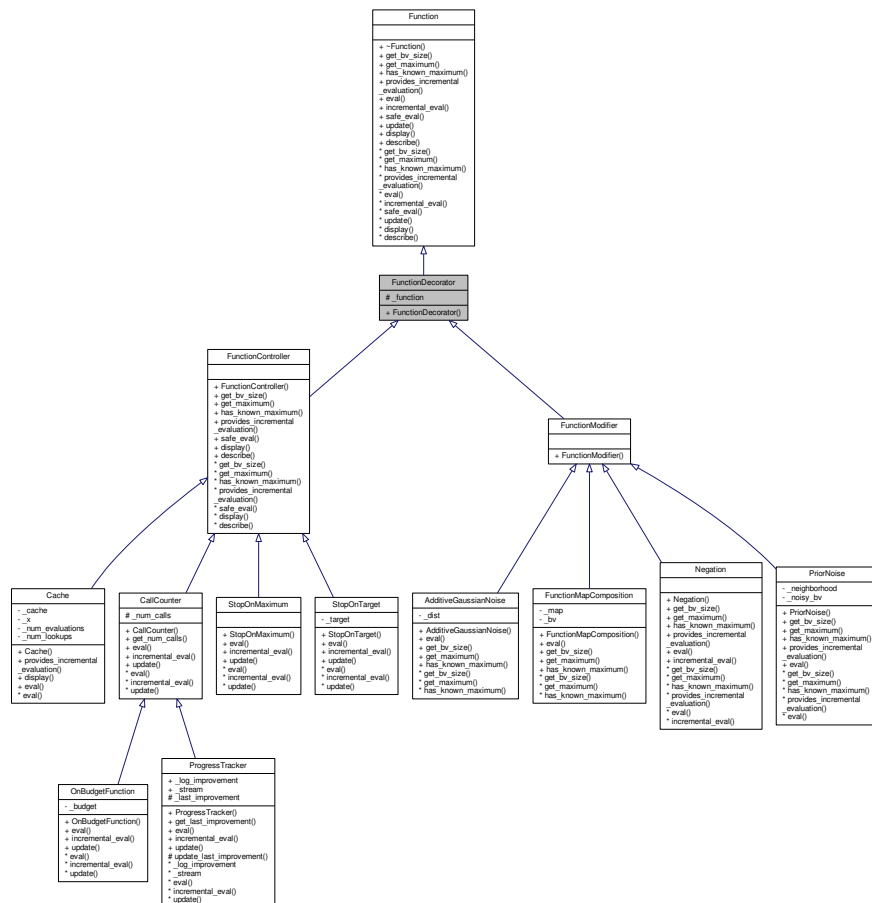 Function
+ ~Function()
+ get_bv_size()
+ get_maximum()
+ has_known_maximum()
+ provides_incremental
_evaluation()
+ eval()
+ incremental_eval()
+ safe_eval()
+ update()
+ display()
+ describe()
* get_bv_size()
* get_maximum()
* has_known_maximum()
* provides_incremental
_evaluation()
* eval()
* incremental_eval()
* safe_eval()
* update()
* display()
* describe()
FunctionDecorator
# _function
+ FunctionDecorator()
FunctionController
+ FunctionController()
+ get_bv_size()
+ get_maximum()
+ has_known_maximum()
+ provides_incremental
_evaluation()
+ safe_eval()
+ display()
+ describe()
* get_bv_size()
* get_maximum()
* has_known_maximum()
* provides_incremental
_evaluation()
* safe_eval()
* display()
* describe()
FunctionModifier
+ FunctionModifier()
Cache
- _cache
- _x
- _num_evaluations
- _num_lookups
+ Cache()
+ provides_incremental
_evaluation()
+ display()
+ eval()
* eval()
CallCounter
# _num_calls
+ CallCounter()
+ get_num_calls()
+ eval()
+ incremental_eval()
+ update()
* eval()
* incremental_eval()
* update()
StopOnMaximum
+ StopOnMaximum()
+ eval()
+ incremental_eval()
+ update()
* eval()
* incremental_eval()
* update()
StopOnTarget
- _target
+ StopOnTarget()
+ eval()
+ incremental_eval()
+ update()
* eval()
* incremental_eval()
* update()
AdditiveGaussianNoise
- _dist
+ AdditiveGaussianNoise()
+ eval()
+ get_bv_size()
+ get_maximum()
+ has_known_maximum()
* get_bv_size()
* get_maximum()
* has_known_maximum()
FunctionMapComposition
- _map
- _bv
+ FunctionMapComposition()
+ eval()
+ get_bv_size()
+ get_maximum()
+ has_known_maximum()
* get_bv_size()
* get_maximum()
* has_known_maximum()
Negation
+ Negation()
+ get_bv_size()
+ get_maximum()
+ has_known_maximum()
+ provides_incremental
_evaluation()
+ eval()
+ incremental_eval()
* get_bv_size()
* get_maximum()
* has_known_maximum()
* provides_incremental
_evaluation()
* eval()
* incremental_eval()
PriorNoise
- _neighborhood
- _noisy_bv
+ PriorNoise()
+ get_bv_size()
+ get_maximum()
+ has_known_maximum()
+ provides_incremental
_evaluation()
+ eval()
* get_bv_size()
* get_maximum()
* has_known_maximum()
* provides_incremental
_evaluation()
* eval()
OnBudgetFunction
- _budget
+ OnBudgetFunction()
+ eval()
+ incremental_eval()
+ update()
* eval()
* incremental_eval()
* update()
ProgressTracker
+ _log_improvement
+ _stream
# _last_improvement
+ ProgressTracker()
+ get_last_improvement()
+ eval()
+ incremental_eval()
+ update()
# update_last_improvement()
* _log_improvement
* _stream
* eval()
* incremental_eval()
* update()